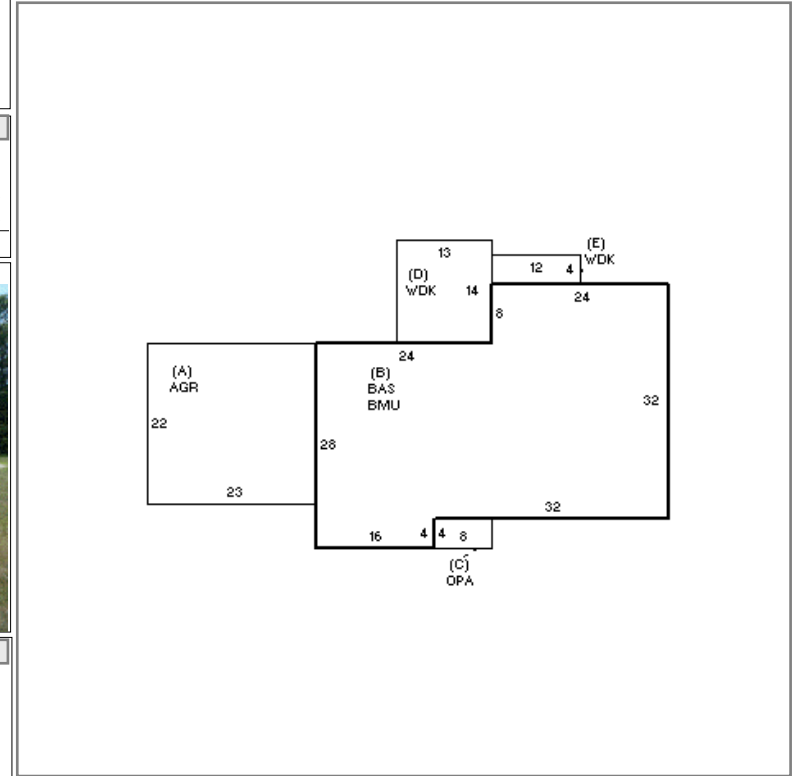 (E)
WDK
13
12 4
(D)
WDK
14
24
8
24
(A)
AGR
(B)
BAS
BMU
32
22
28
23
32
16 4 4 8
(C)
OPA